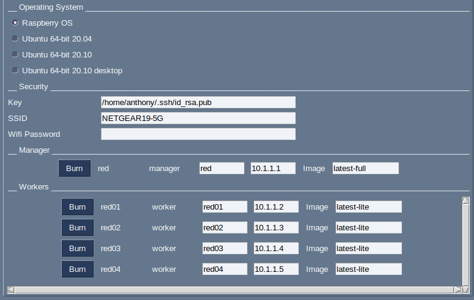 Operating System
Raspberry OS
Ubuntu 64-bit 20.04
Ubuntu 64-bit 20.10
Ubuntu 64-bit 20.10 desktop
Security
Key /home/anthony/.ssh/id_rsa.pub
SSID NETGEAR19-5G
Wifi Password
Manager
Burn red manager red 10.1.1.1 Image latest-full
Workers
Burn red01 worker red01 10.1.1.2 Image latest-lite
Burn red02 worker red02 10.1.1.3 Image latest-lite
Burn red03 worker red03 10.1.1.4 Image latest-lite
Burn red04 worker red04 10.1.1.5 Image latest-lite